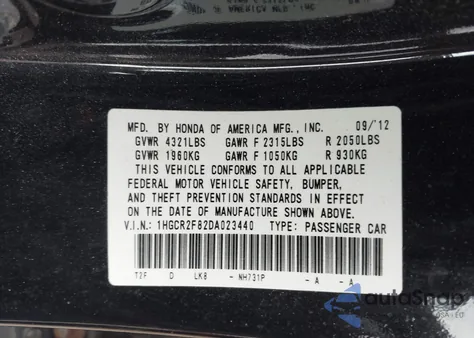 MFD. BY HONDA OF AMERICA MFG., INC. 09/12
GVWR 4321LBS GAWR F 2315LBS R 2050LBS
GVWR 1960KG GAWR F 1050KG R 930KG
THIS VEHICLE CONFORMS TO ALL APPLICABLE
FEDERAL MOTOR VEHICLE SAFETY, BUMPER,
AND THEFT PREVENTION STANDARDS IN EFFECT
ON THE DATE OF MANUFACTURE SHOWN ABOVE.
V.I.N.: 1HGCR2F82DA023440 TYPE: PASSENGER CAR
T2F D LK8 - NH731P - A - A
autoSnap